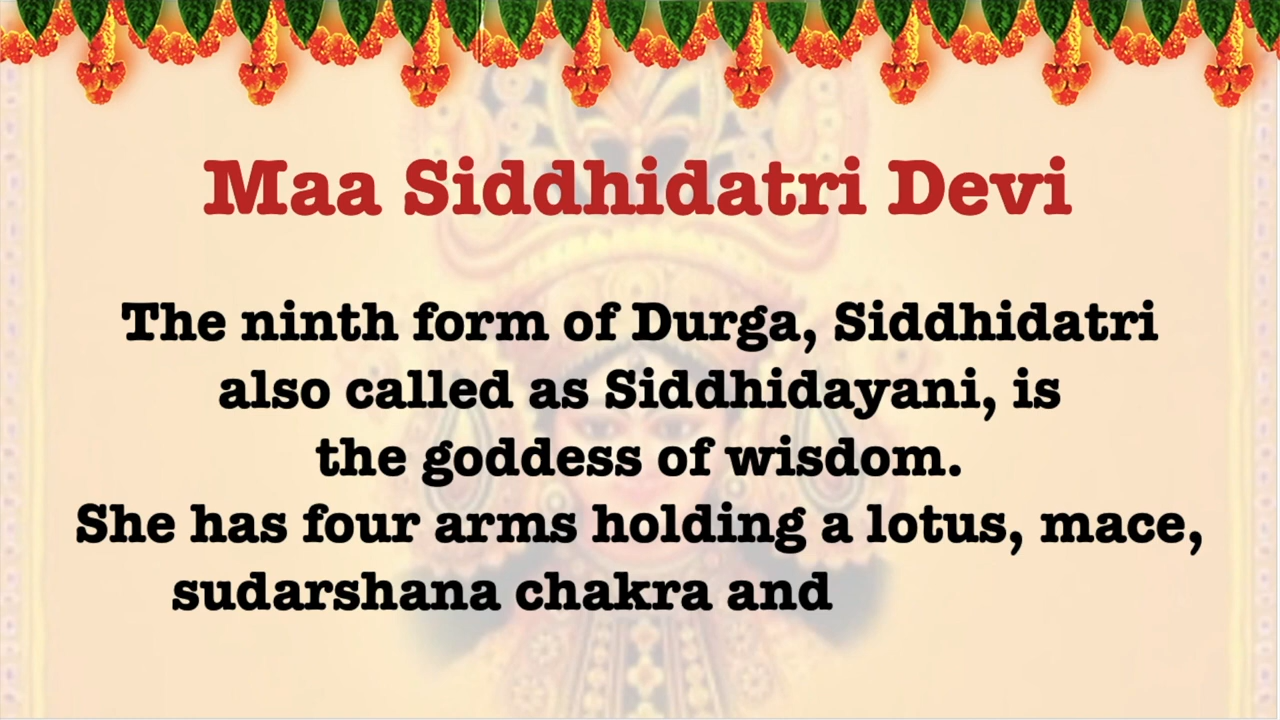 Maa Siddhidatri Devi
The ninth form of Durga, Siddhidatri
also called as Siddhidayani, is
the goddess of wisdom.
She has four arms holding a lotus, mace,
sudarshana chakra and